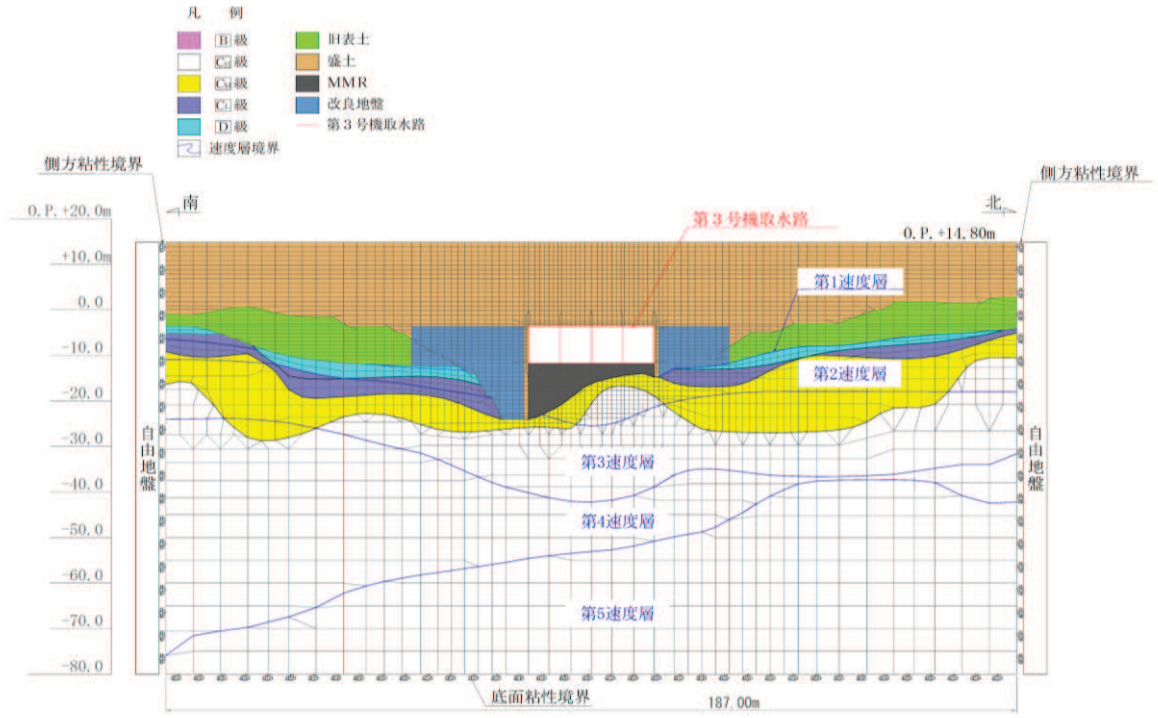 凡 例
B級
CH級
CM級
CL級
D級
速度層境界
旧表土
盛土
MMR
改良地盤
第3号機取水路
側方粘性境界
側方粘性境界
O.P.+20.0m
南
第3号機取水路
北
O.P.+14.80m
+10.0m
0.0
-10.0
-20.0
-30.0
-40.0
-50.0
-60.0
-70.0
-80.0
第1速度層
第2速度層
第3速度層
第4速度層
第5速度層
自由地盤
自由地盤
底面粘性境界
187.00m